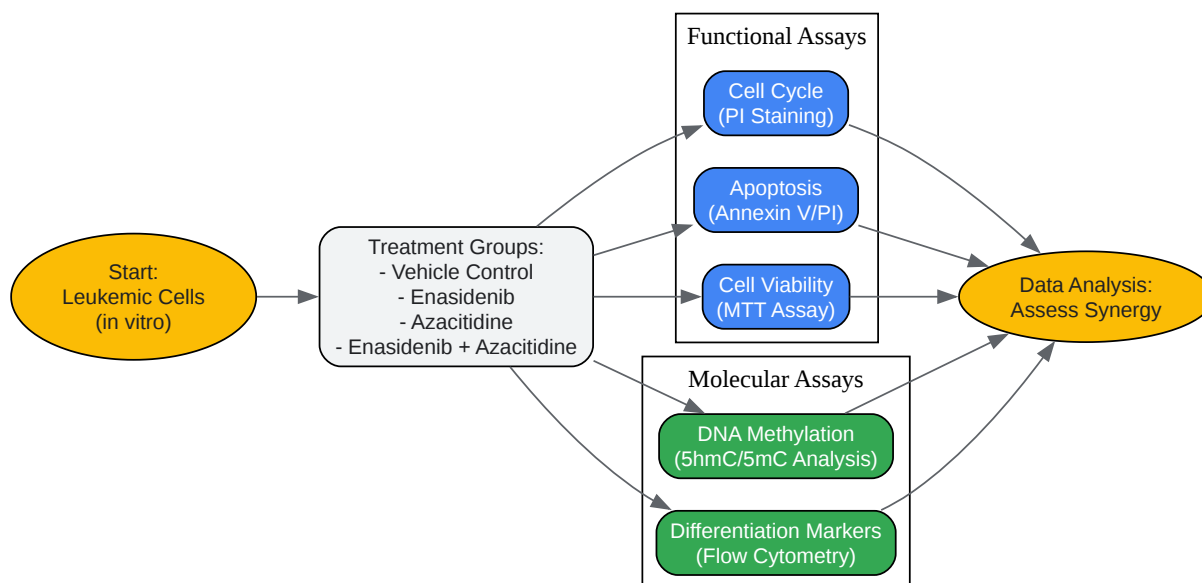 Start:
Leukemic Cells
(in vitro)
Treatment Groups:
- Vehicle Control
- Enasidenib
- Azacitidine
- Enasidenib + Azacitidine
Functional Assays
Cell Cycle
(PI Staining)
Apoptosis
(Annexin V/PI)
Cell Viability
(MTT Assay)
Molecular Assays
DNA Methylation
(5hmC/5mC Analysis)
Differentiation Markers
(Flow Cytometry)
Data Analysis:
Assess Synergy